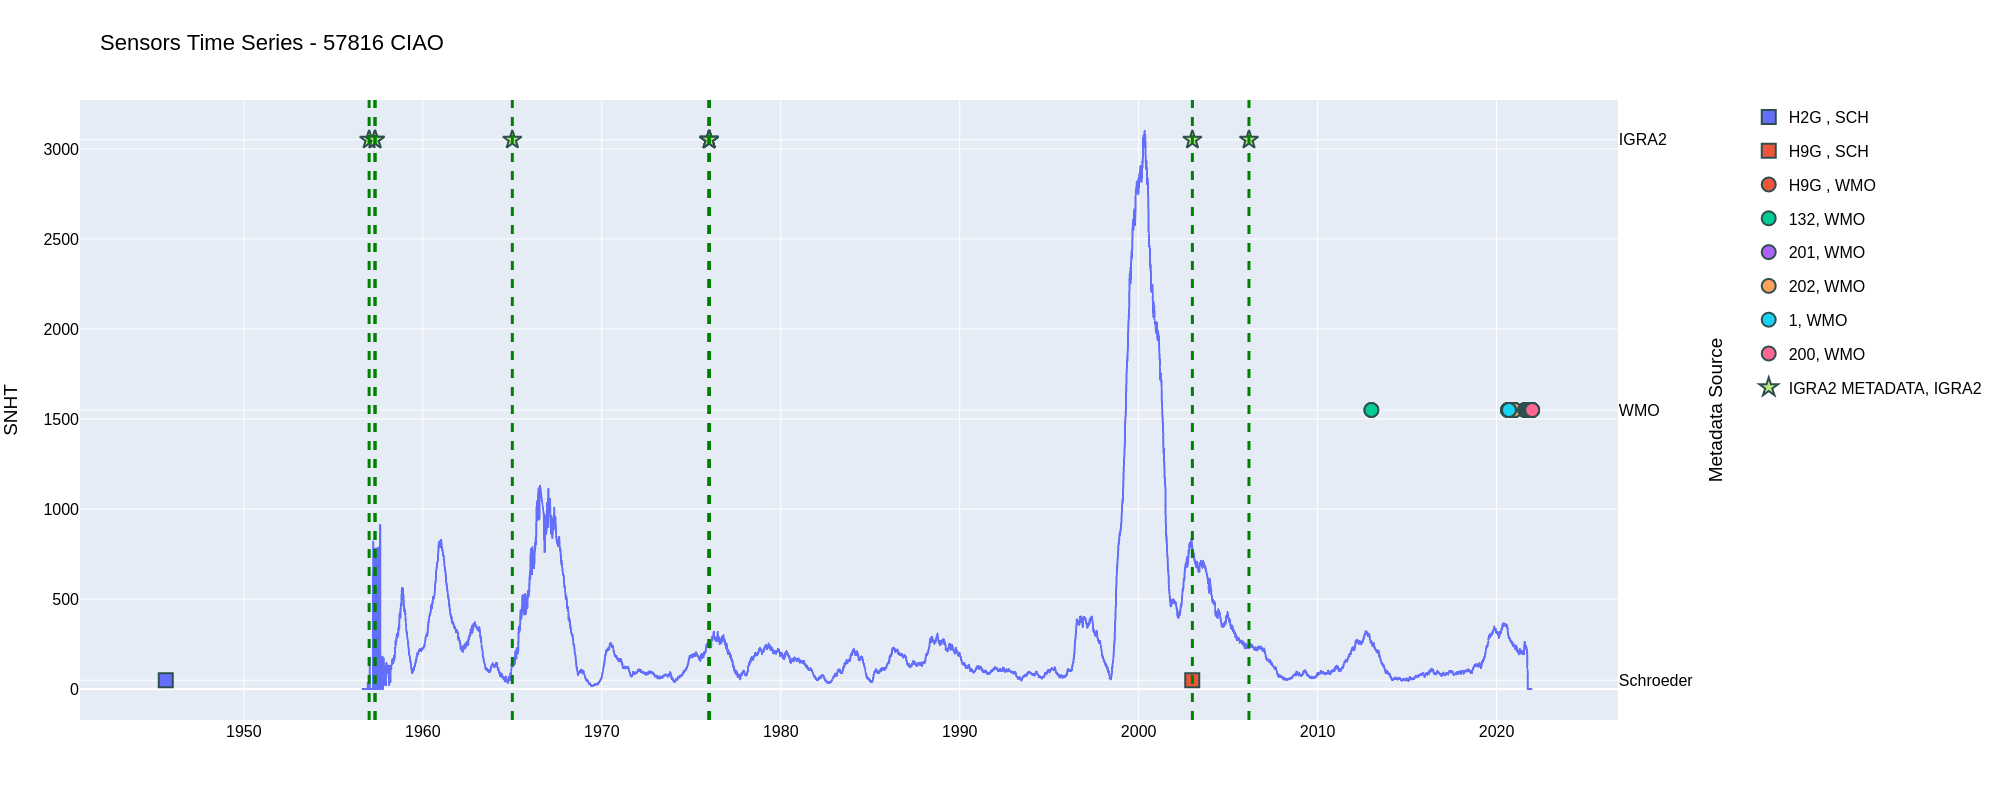 Sensors Time Series - 57816 CIAO
SNHT
3000
2500
2000
1500
1000
500
0
1950
1960
1970
1980
1990
2000
2010
2020
IGRA2
WMO
Schroeder
Metadata Source
H2G , SCH
H9G , SCH
H9G , WMO
132, WMO
201, WMO
202, WMO
1, WMO
200, WMO
IGRA2 METADATA, IGRA2